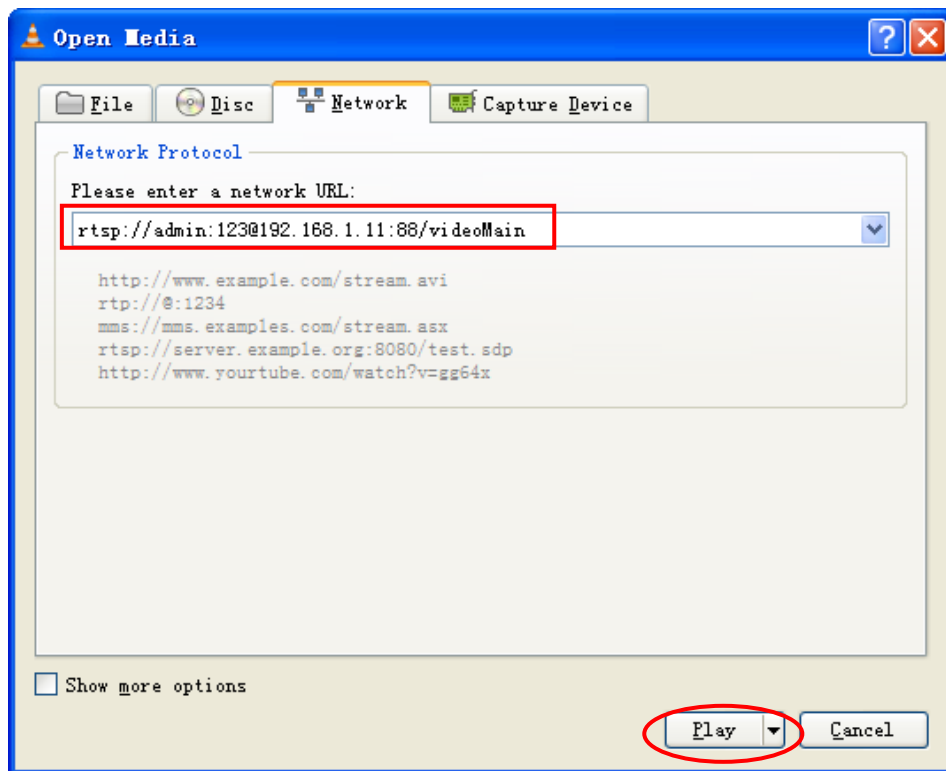 Open Media
File
Disc
Network
Capture Device
Network Protocol
Please enter a network URL:
rtsp://admin:123@192.168.1.11:88/videoMain
http://www.example.com/stream.avi
rtp://@:1234
mms://mms.examples.com/stream.asx
rtsp://server.example.org:8080/test.sdp
http://www.yourtube.com/watch?v=gg64x
Show more options
Play
Cancel